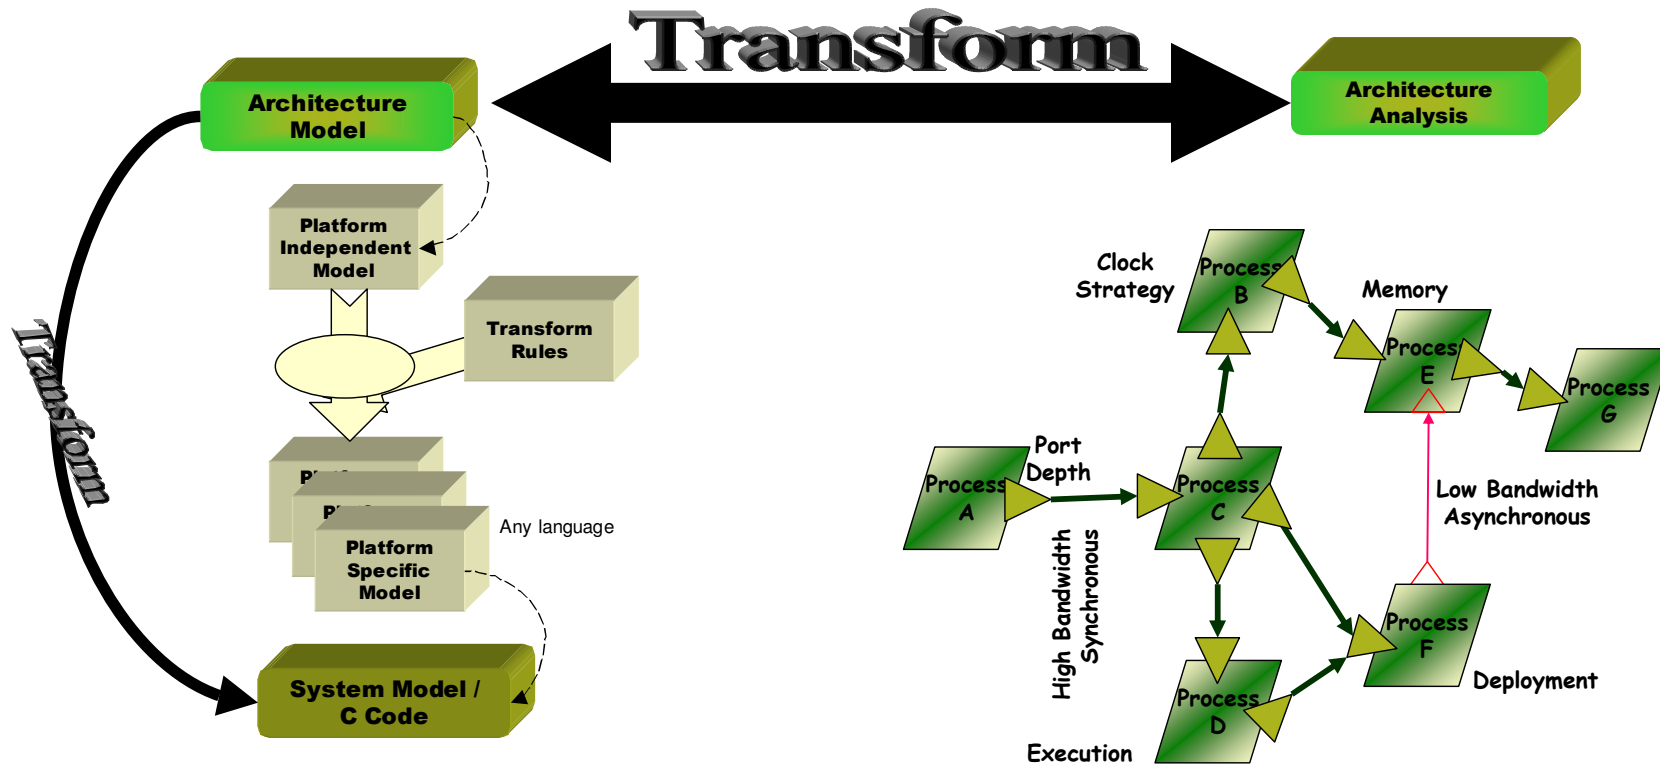 Transform
Architecture
Model
Architecture
Analysis
Platform
Independent
Model
Transform
Rules
Transform
Platform
Specific
Model
Any language
System Model /
C Code
Clock
Strategy
Process
B
Memory
Process
E
Process
G
Port
Depth
Process
A
Process
C
High Bandwidth
Synchronous
Low Bandwidth
Asynchronous
Process
F
Deployment
Process
D
Execution